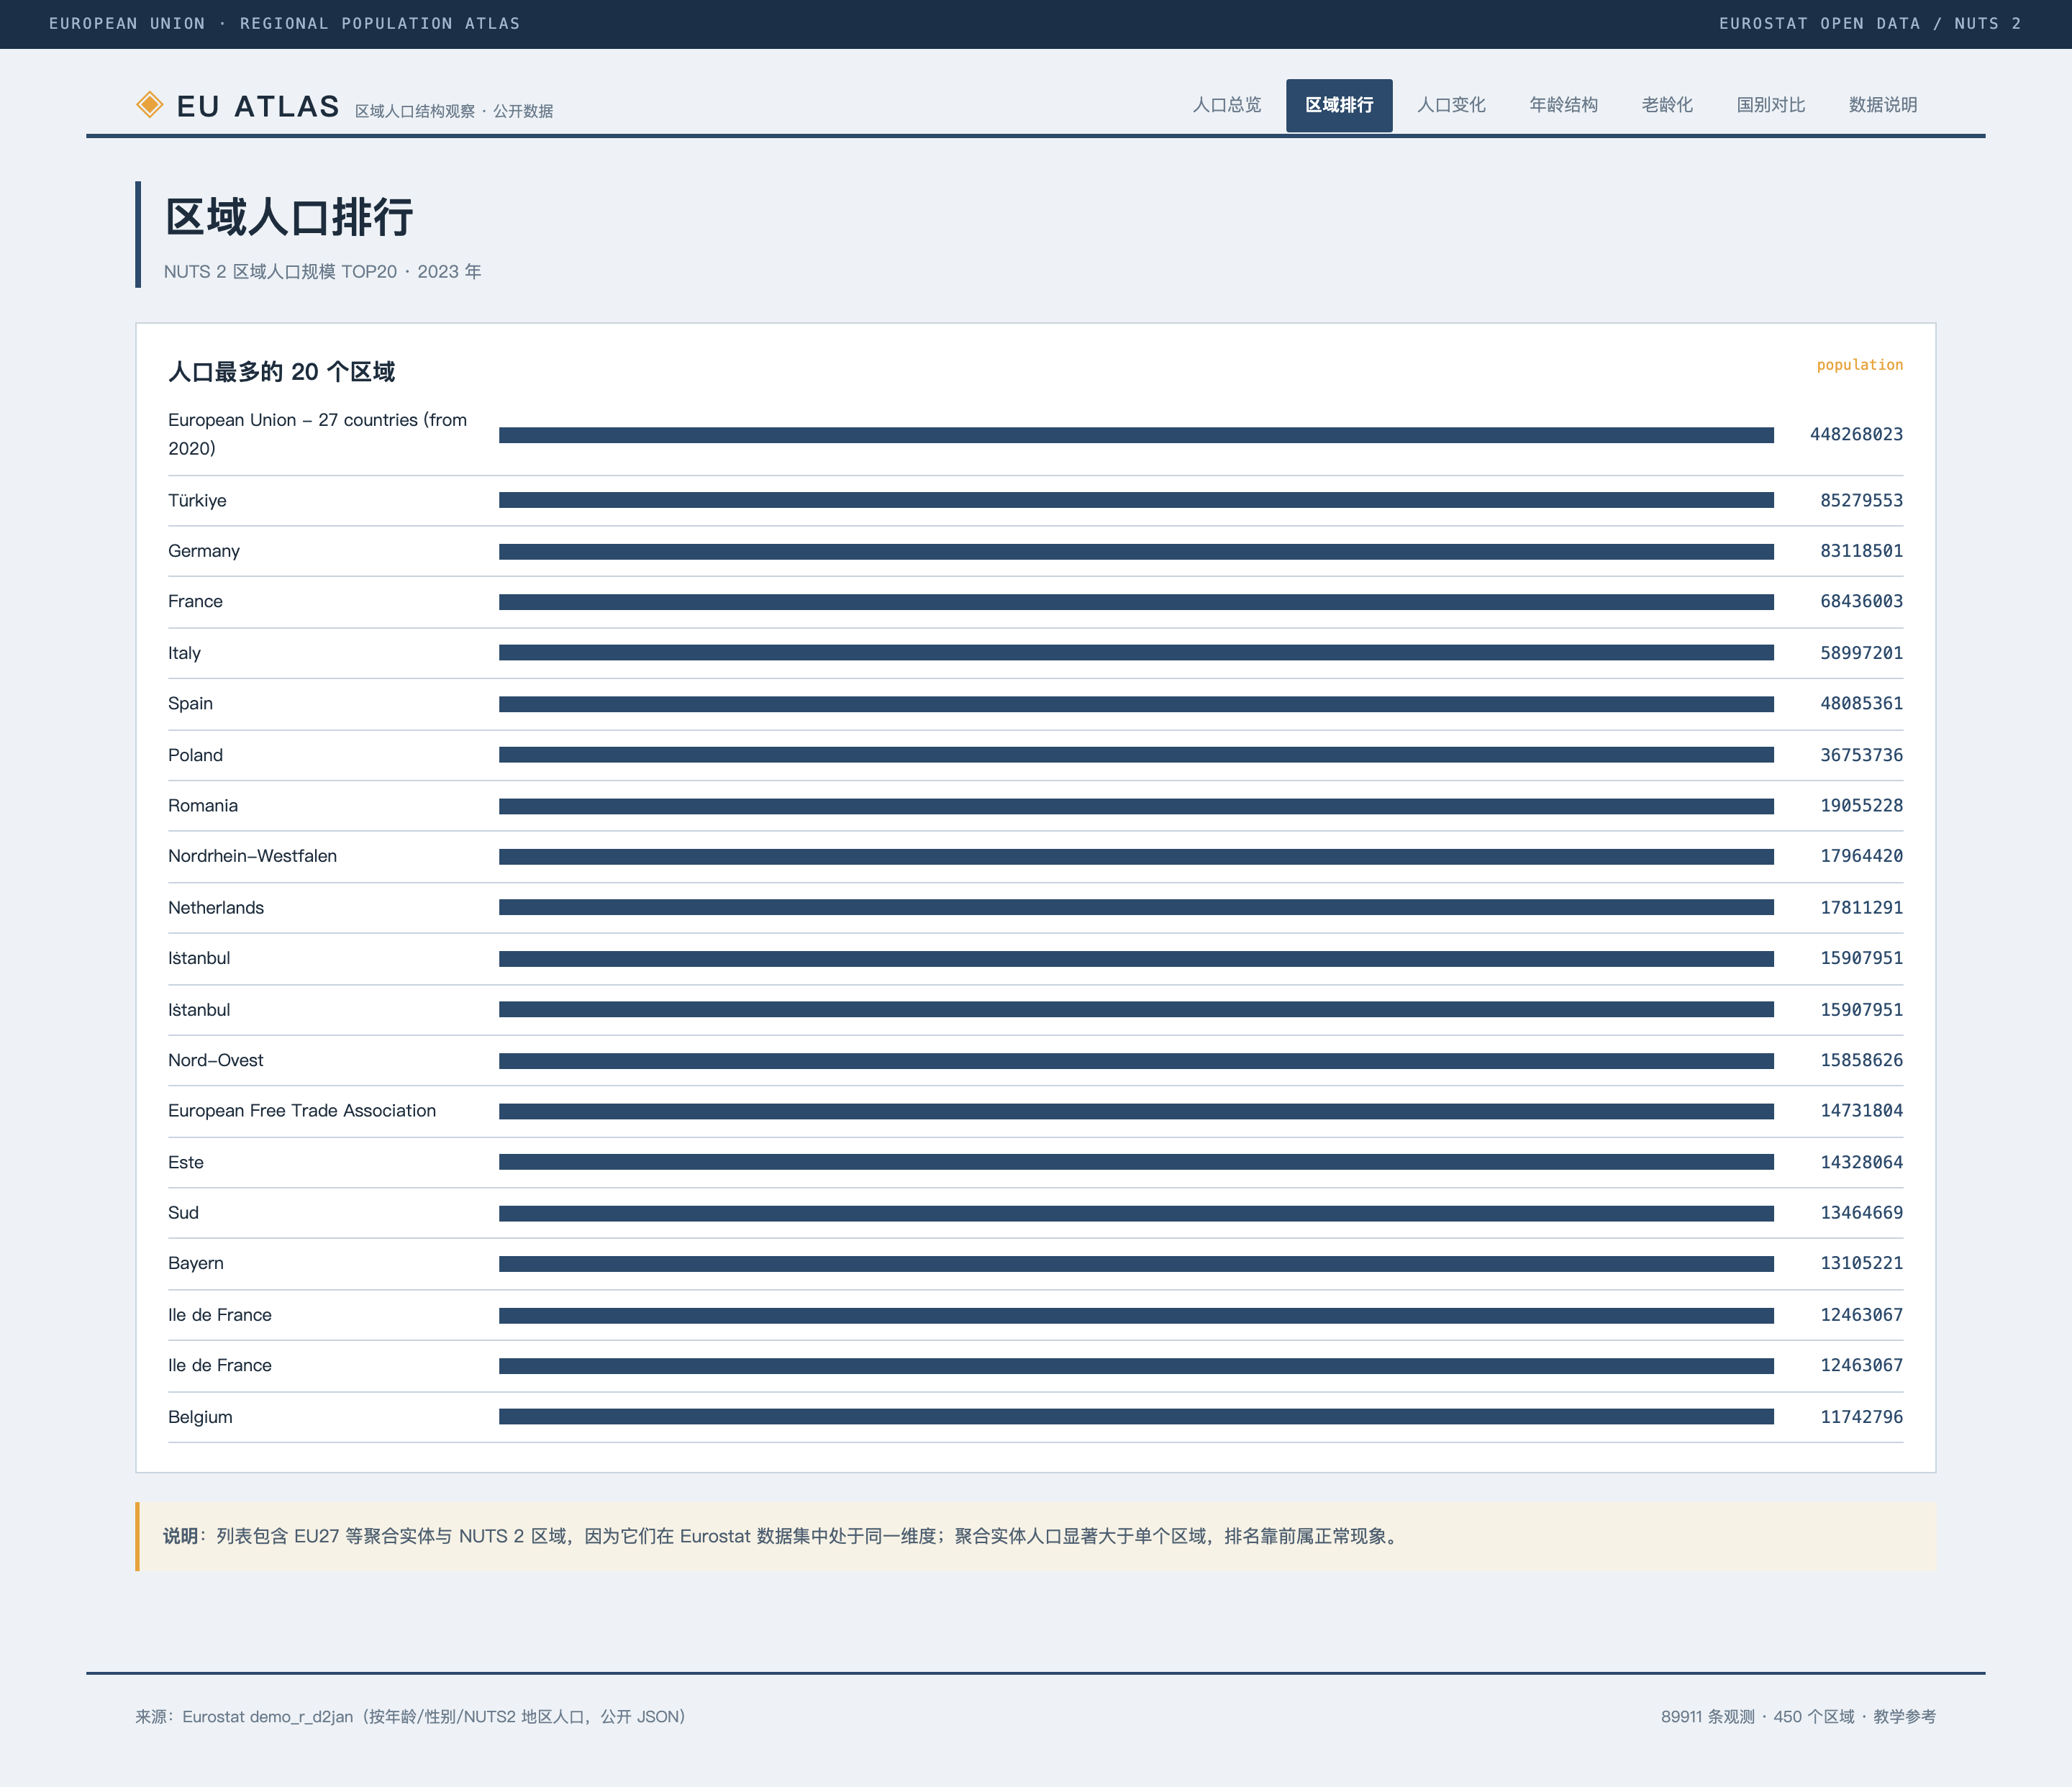 EUROPEAN UNION · REGIONAL POPULATION ATLAS
EUROSTAT OPEN DATA / NUTS 2
EU ATLAS
区域人口结构观察 · 公开数据
人口总览
区域排行
人口变化
年龄结构
老龄化
国别对比
数据说明
区域人口排行
NUTS 2 区域人口规模 TOP20 · 2023 年
人口最多的 20 个区域
population
European Union – 27 countries (from
2020)
448268023
Türkiye 85279553
Germany 83118501
France 68436003
Italy 58997201
Spain 48085361
Poland 36753736
Romania 19055228
Nordrhein-Westfalen 17964420
Netherlands 17811291
Iṡtanbul 15907951
Iṡtanbul 15907951
Nord-Ovest 15858626
European Free Trade Association 14731804
Este 14328064
Sud 13464669
Bayern 13105221
Ile de France 12463067
Ile de France 12463067
Belgium 11742796
说明：列表包含 EU27 等聚合实体与 NUTS 2 区域，因为它们在 Eurostat 数据集中处于同一维度；聚合实体人口显著大于单个区域，排名靠前属正常现象。
来源：Eurostat demo_r_d2jan（按年龄/性别/NUTS2 地区人口，公开 JSON）
89911 条观测 · 450 个区域 · 教学参考